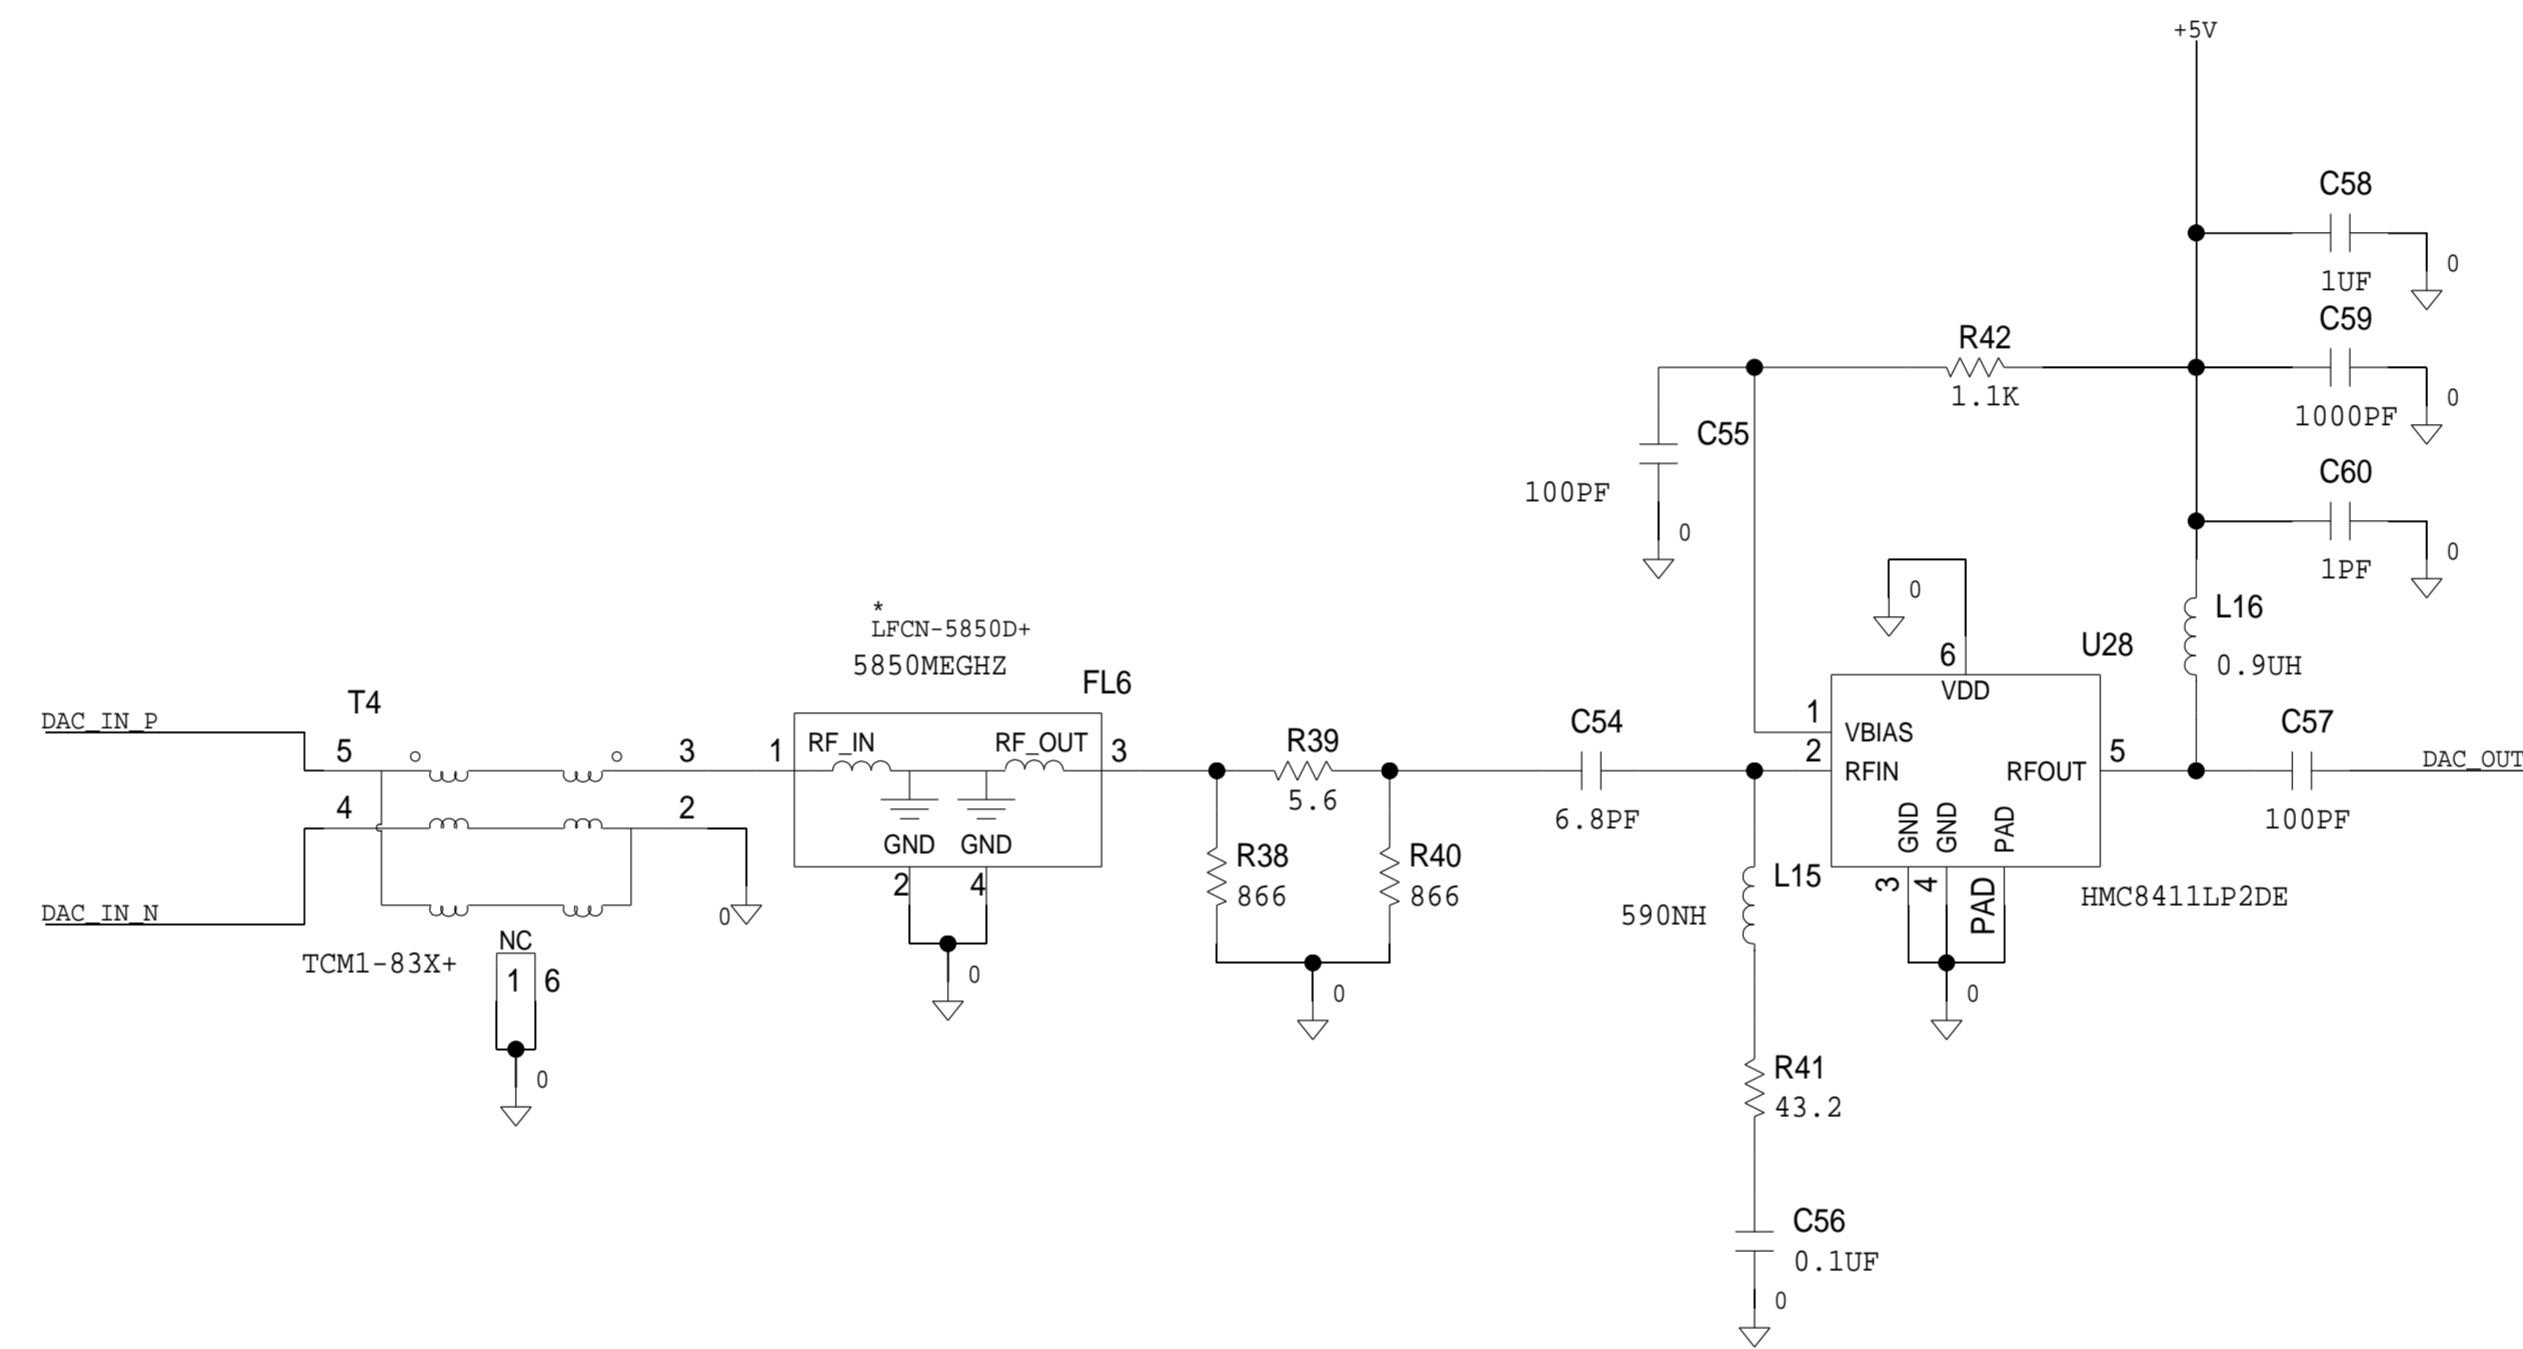 +5V
C58
1UF
0
C59
1000PF
0
C60
1PF
0
R42
1.1K
C55
100PF
0
0
L16
0.9UH
*
LFCN-5850D+
5850MEGHZ
FL6
U28
6
VDD
T4
DAC_IN_P
5
3
1
RF_IN
RF_OUT
3
R39
5.6
C54
6.8PF
1
VBIAS
2
RFIN
RFOUT
5
C57
100PF
DAC_OUT
4
2
0
GND
GND
2
4
0
R38
866
R40
866
0
L15
590NH
GND
GND
PAD
3
4
PAD
0
HMC8411LP2DE
DAC_IN_N
TCM1-83X+
NC
1
6
0
R41
43.2
C56
0.1UF
0